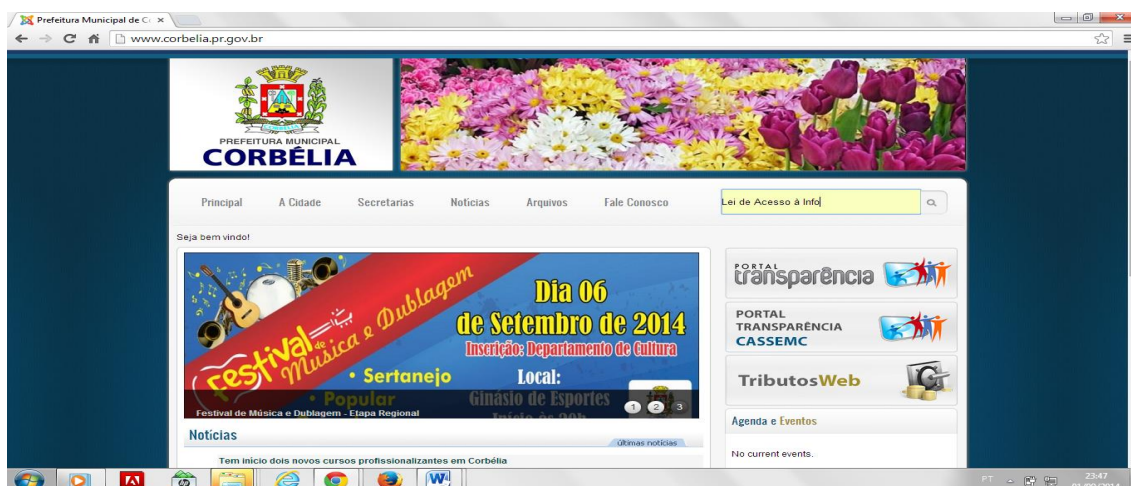 Prefeitura Municipal de C
www.corbelia.pr.gov.br
PREFEITURA MUNICIPAL
CORBÉLIA
Principal A Cidade Secretarias Notícias Arquivos Fale Conosco
Lei de Acesso à Info
Seja bem vindo!
Festival de Música e Dublagem
• Sertanejo
• Popular
Dia 06
de Setembro de 2014
Inscrição: Departamento de Cultura
Local:
Ginásio de Esportes
Início às 20h
Festival de Música e Dublagem - Etapa Regional
1 2 3
PORTAL
transparência
PORTAL
TRANSPARÊNCIA
CASSEMC
TributosWeb
Agenda e Eventos
No current events.
Notícias
últimas notícias
Tem início dois novos cursos profissionalizantes em Corbélia
PT
23:47